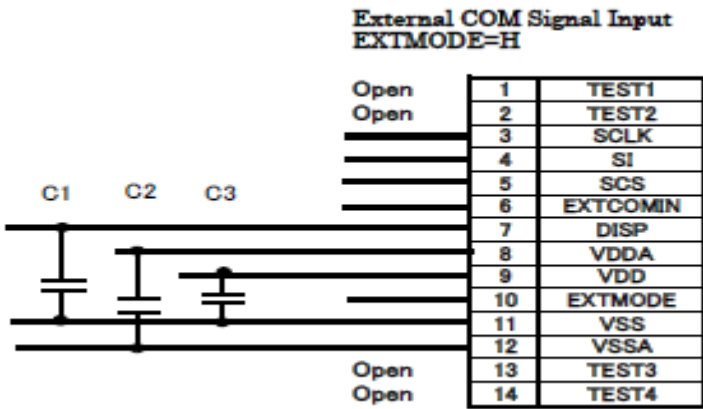 External COM Signal Input
EXTMODE=H
Open 1 TEST1
Open 2 TEST2
3 SCLK
4 SI
5 SCS
6 EXTCOMIN
7 DISP
8 VDDA
9 VDD
10 EXTMODE
11 VSS
12 VSSA
Open 13 TEST3
Open 14 TEST4
C1 C2 C3